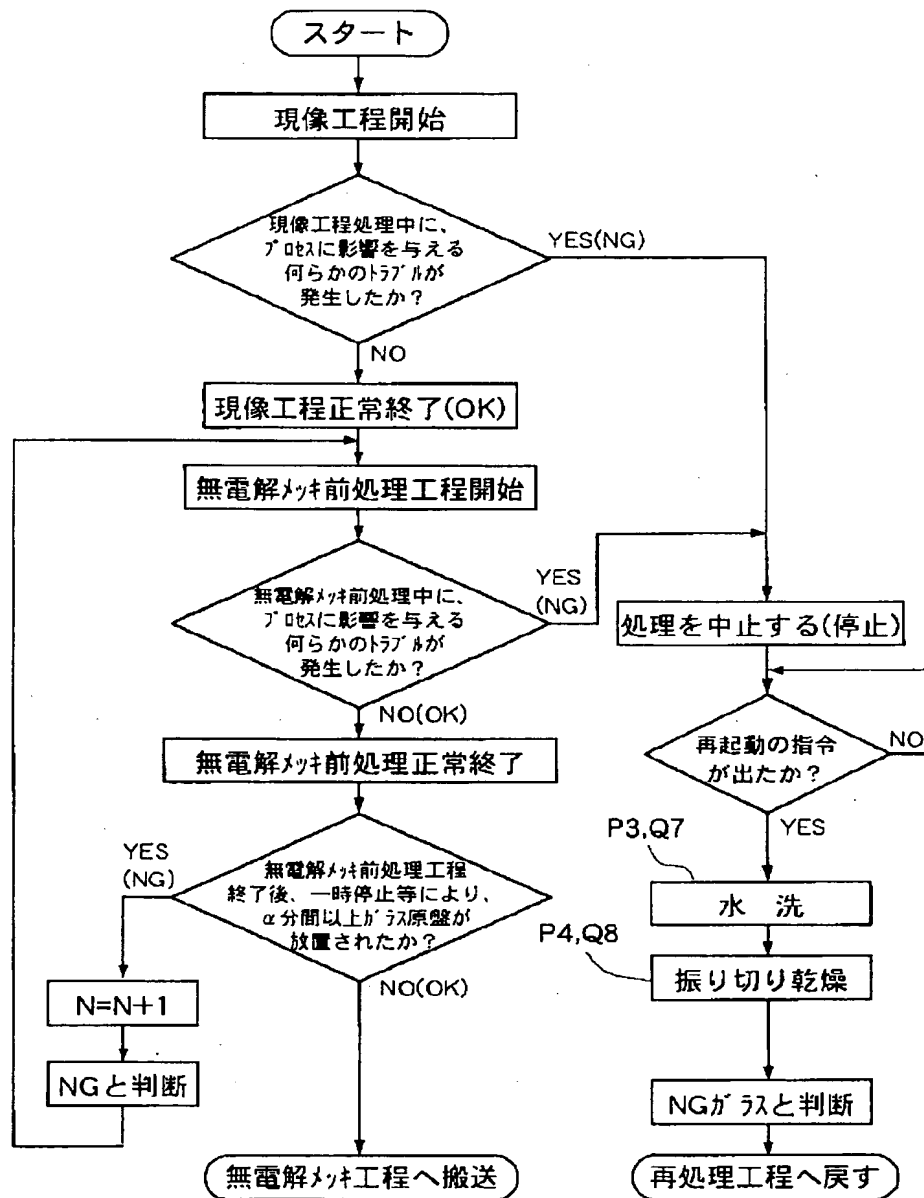 スタート
現像工程開始
現像工程処理中に、
プロセスに影響を与える
何らかのトラブルが
発生したか？
YES(NG)
NO
現像工程正常終了(OK)
無電解メッキ前処理工程開始
無電解メッキ前処理中に、
プロセスに影響を与える
何らかのトラブルが
発生したか？
YES
(NG)
NO(OK)
無電解メッキ前処理正常終了
無電解メッキ前処理工程
終了後、一時停止等により、
α分間以上ガラス原盤が
放置されたか？
YES
(NG)
NO(OK)
N=N+1
NGと判断
無電解メッキ工程へ搬送
処理を中止する(停止)
再起動の指令
が出たか？
NO
YES
P3,Q7
水 洗
P4,Q8
振り切り乾燥
NGガラスと判断
再処理工程へ戻す